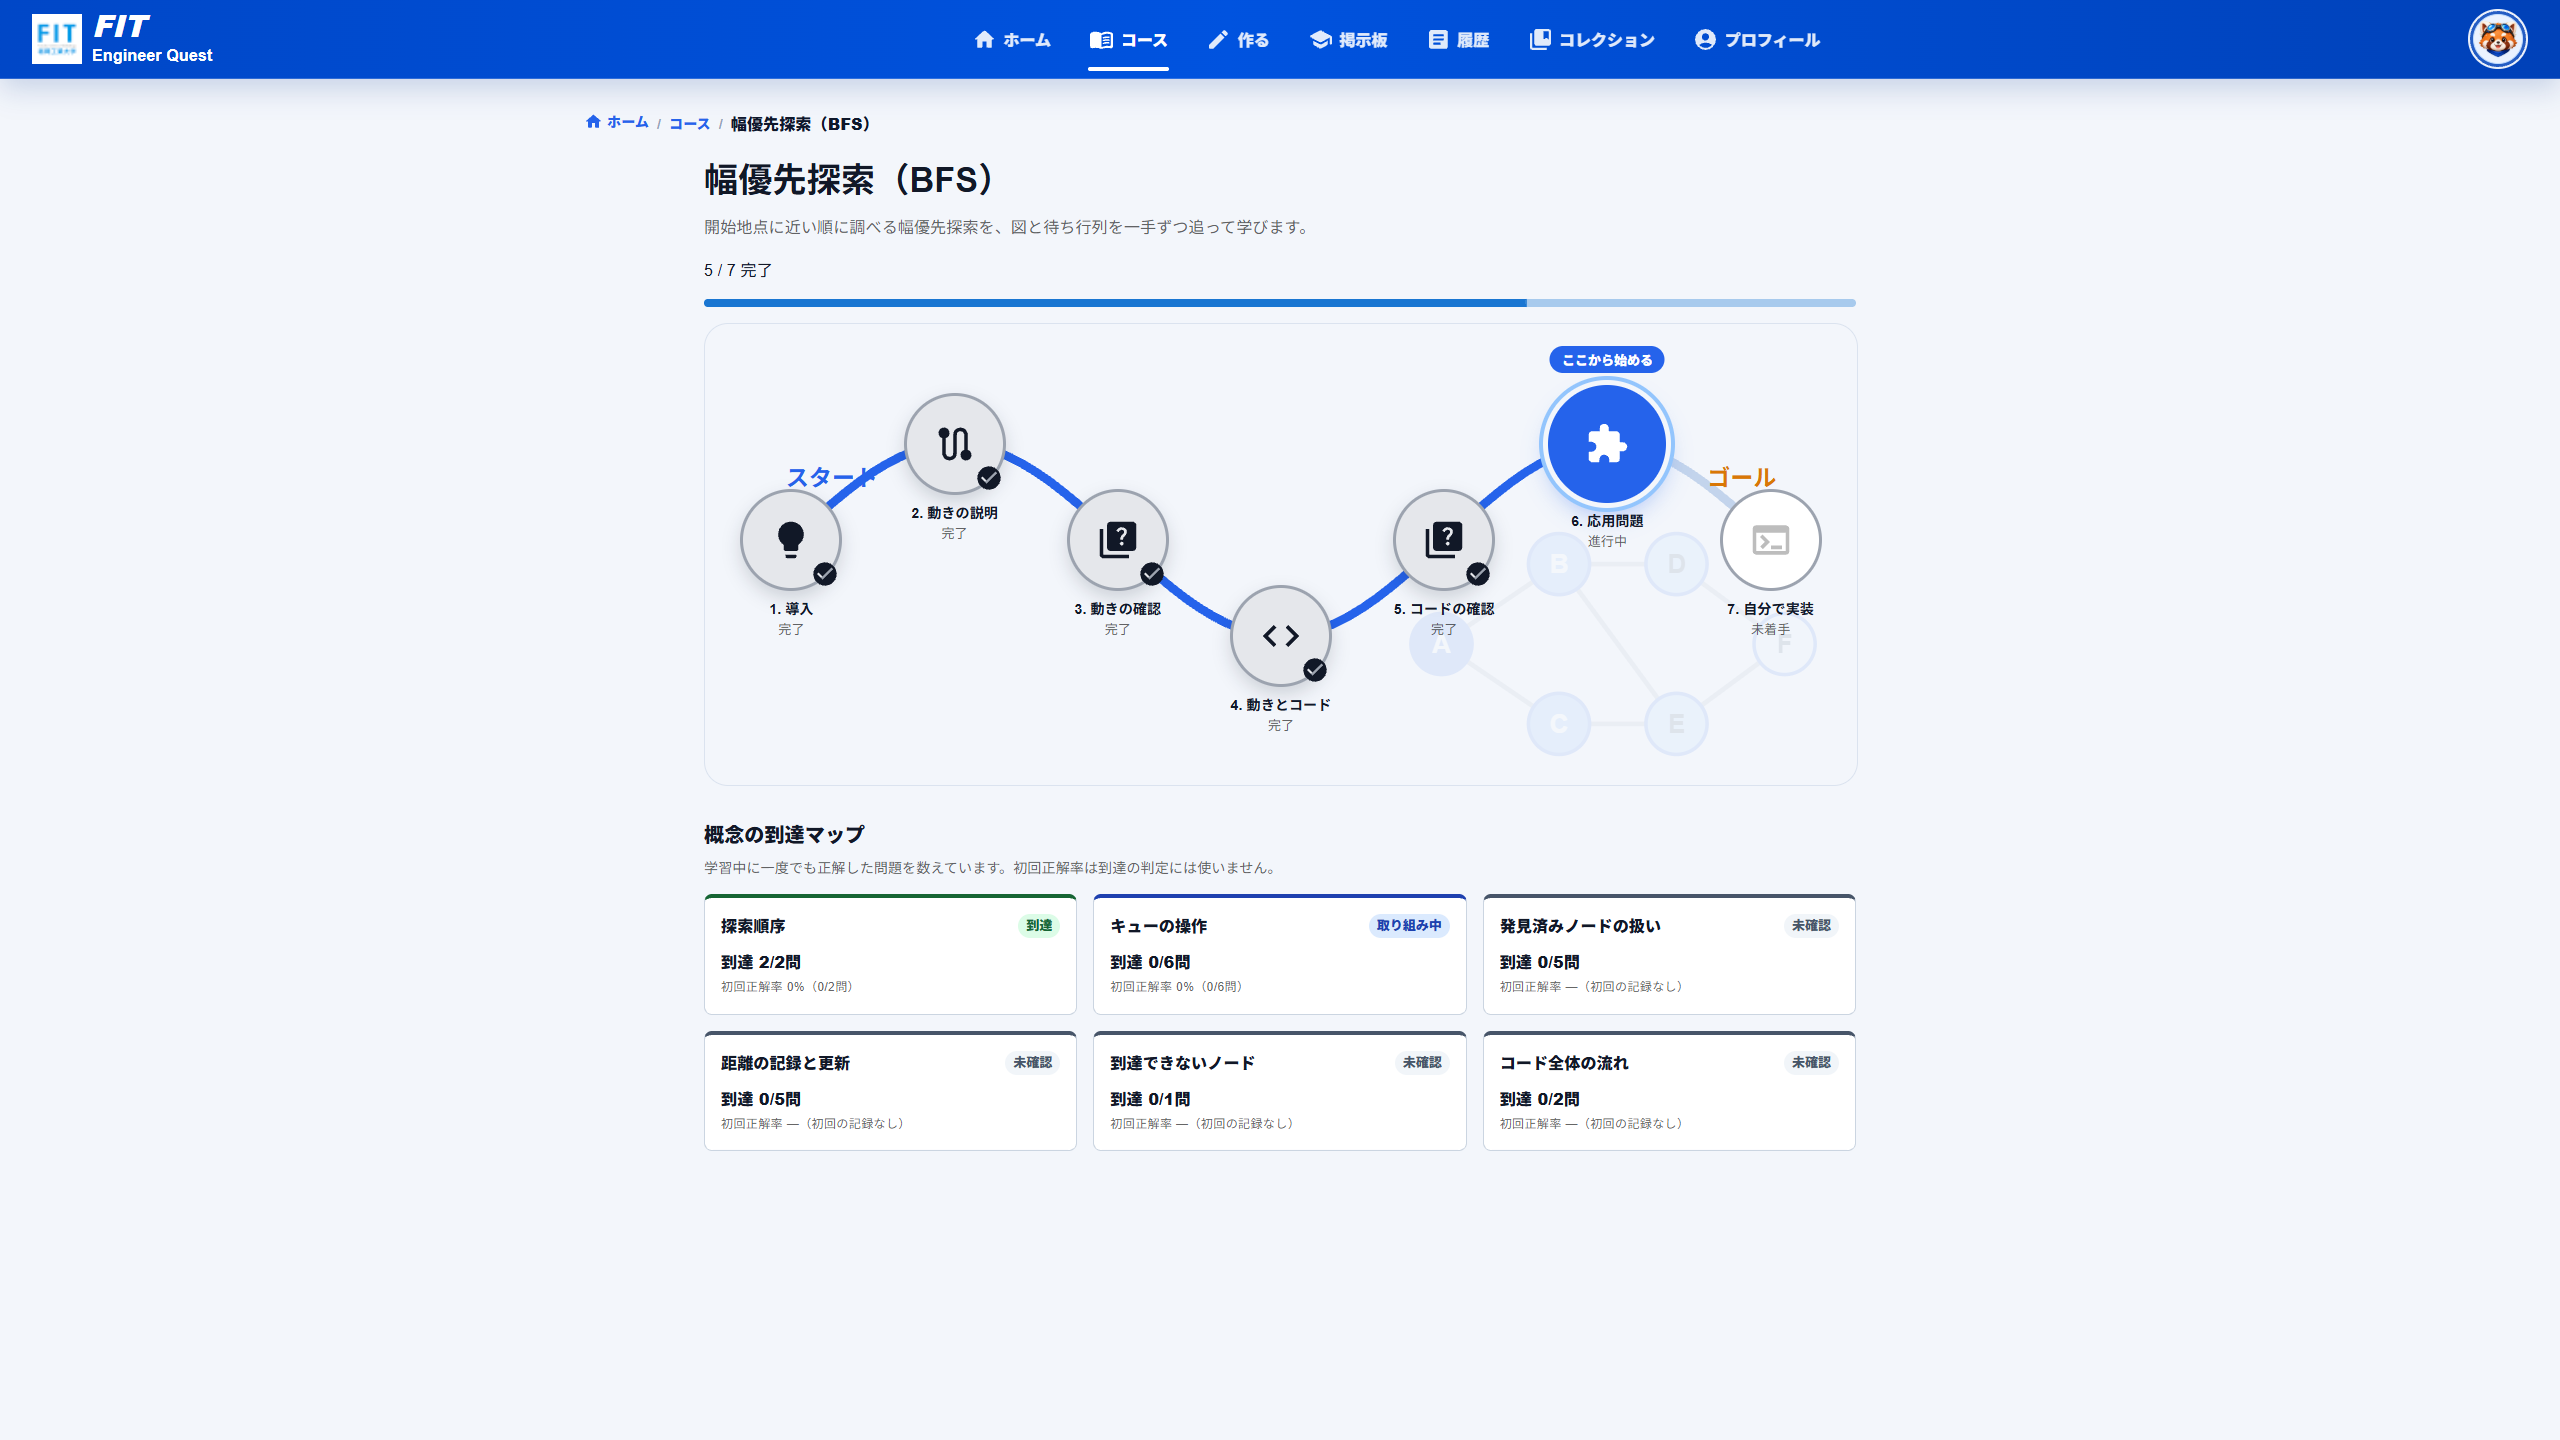 FIT
FIT
Engineer Quest
ホーム
コース
作る
掲示板
履歴
コレクション
プロフィール
ホーム / コース / 幅優先探索（BFS）
幅優先探索（BFS）
開始地点に近い順に調べる幅優先探索を、図と待ち行列を一手ずつ追って学びます。
5 / 7 完了
ここから始める
スタート
ゴール
1. 導入
完了
2. 動きの説明
完了
3. 動きの確認
完了
4. 動きとコード
完了
5. コードの確認
完了
6. 応用問題
進行中
7. 自分で実装
未着手
B
D
A
F
C
E
概念の到達マップ
学習中に一度でも正解した問題を数えています。初回正解率は到達の判定には使いません。
探索順序
到達
到達 2/2問
初回正解率 0%（0/2問）
キューの操作
取り組み中
到達 0/6問
初回正解率 0%（0/6問）
発見済みノードの扱い
未確認
到達 0/5問
初回正解率 —（初回の記録なし）
距離の記録と更新
未確認
到達 0/5問
初回正解率 —（初回の記録なし）
到達できないノード
未確認
到達 0/1問
初回正解率 —（初回の記録なし）
コード全体の流れ
未確認
到達 0/2問
初回正解率 —（初回の記録なし）